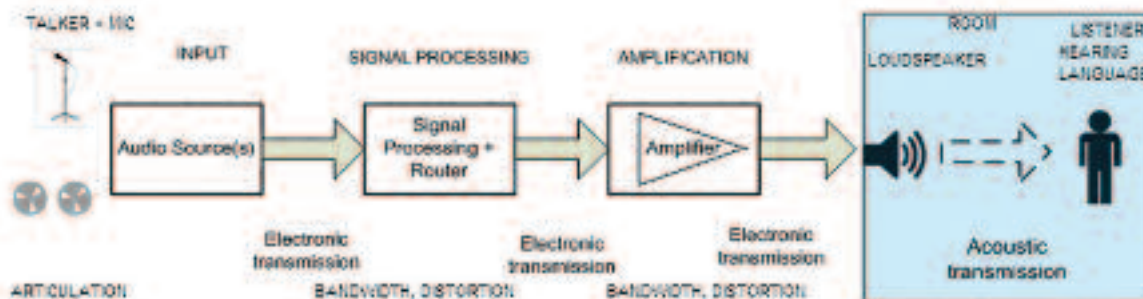 TALKER + MIC
INPUT
SIGNAL PROCESSING
AMPLIFICATION
ROOM
LOUDSPEAKER
LISTENER
HEARING
LANGUAGE
Audio Source(s)
Signal
Processing +
Router
Amplifier
Electronic
transmission
Electronic
transmission
Electronic
transmission
Acoustic
transmission
ARTICULATION
BANDWIDTH, DISTORTION
BANDWIDTH, DISTORTION